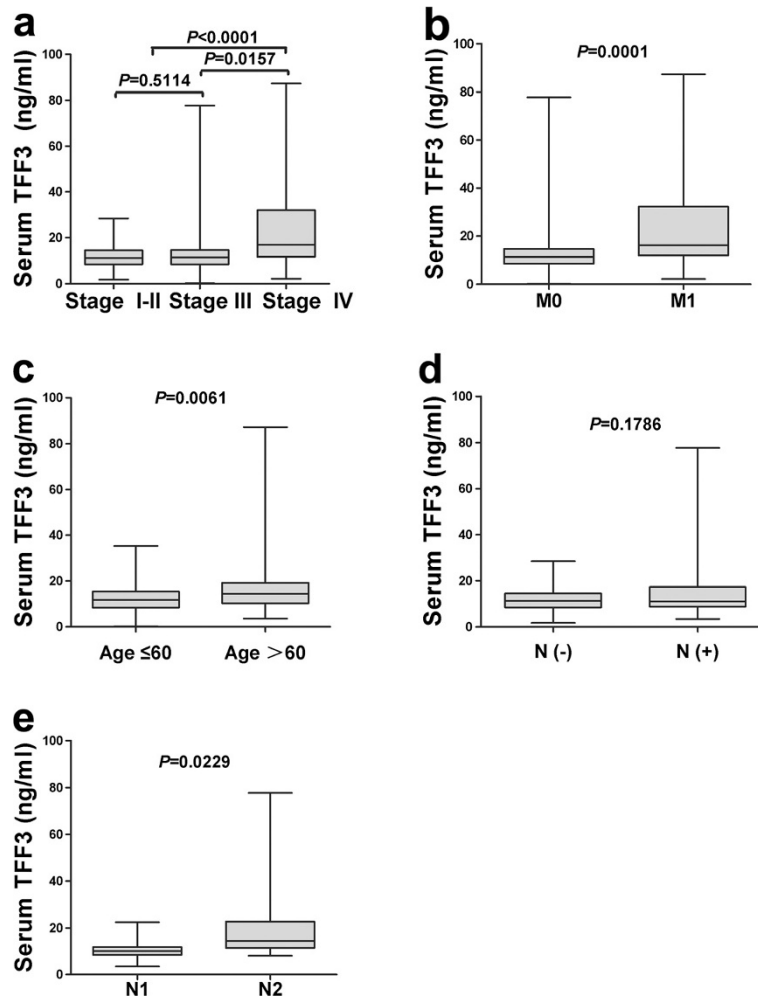 a
P<0.0001
P=0.0157
P=0.5114
Serum TFF3 (ng/ml)
100
80
60
40
20
0
Stage I-II Stage III Stage IV
b
P=0.0001
Serum TFF3 (ng/ml)
100
80
60
40
20
0
M0 M1
c
P=0.0061
Serum TFF3 (ng/ml)
100
80
60
40
20
0
Age ≤60 Age >60
d
P=0.1786
Serum TFF3 (ng/ml)
100
80
60
40
20
0
N (-) N (+)
e
P=0.0229
Serum TFF3 (ng/ml)
100
80
60
40
20
0
N1 N2